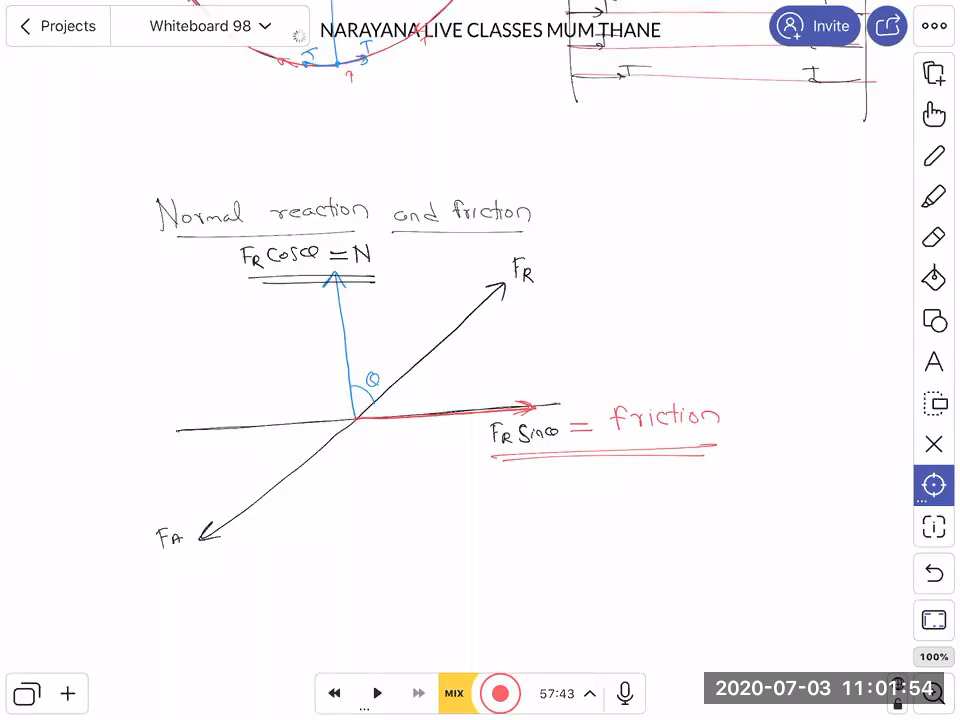 Projects
Whiteboard 98
NARAYANA LIVE CLASSES MUM THANE
Invite
T
T
T
T
T
Normal reaction and friction
FR cosθ = N
FR
θ
FR sinθ = friction
FA
A
100%
MIX
57:43
2020-07-03 11:01:54